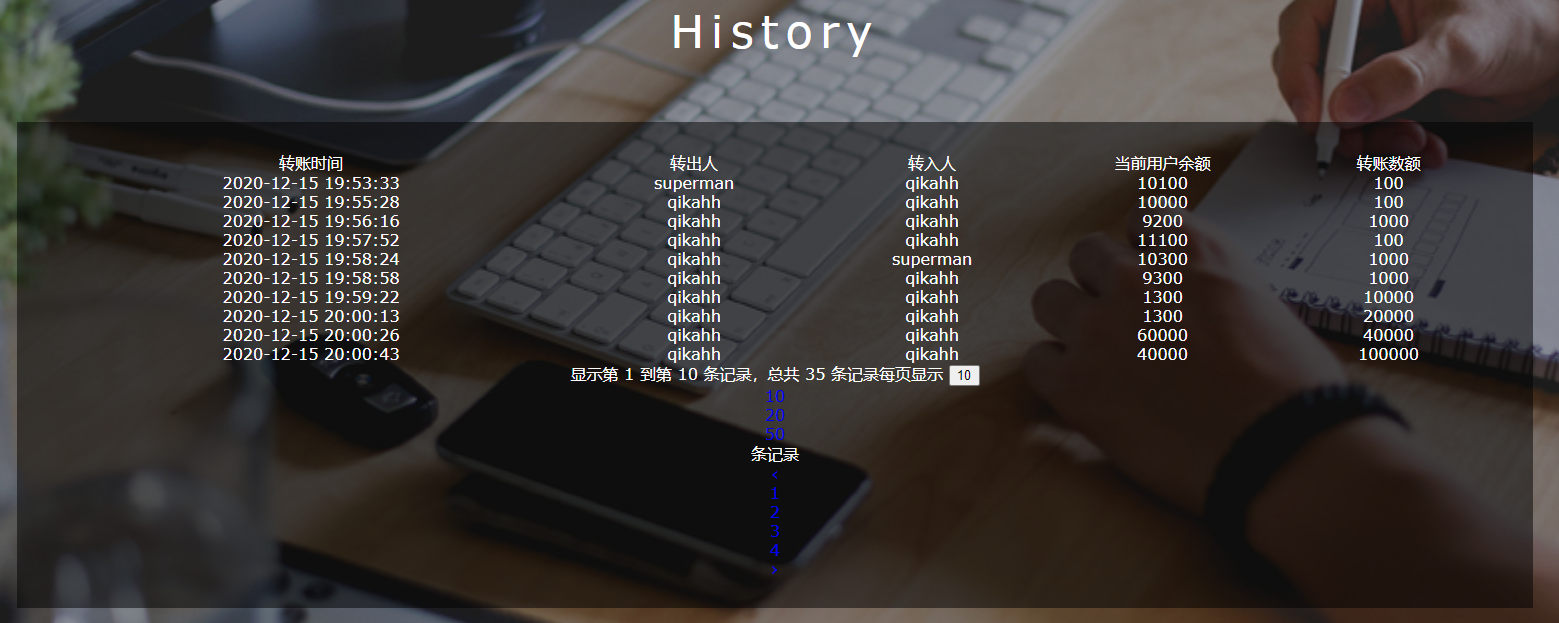 History
转账时间 转出人 转入人 当前用户余额 转账数额
2020-12-15 19:53:33 superman qikahh 10100 100
2020-12-15 19:55:28 qikahh qikahh 10000 100
2020-12-15 19:56:16 qikahh qikahh 9200 1000
2020-12-15 19:57:52 qikahh qikahh 11100 100
2020-12-15 19:58:24 qikahh superman 10300 1000
2020-12-15 19:58:58 qikahh qikahh 9300 1000
2020-12-15 19:59:22 qikahh qikahh 1300 10000
2020-12-15 20:00:13 qikahh qikahh 1300 20000
2020-12-15 20:00:26 qikahh qikahh 60000 40000
2020-12-15 20:00:43 qikahh qikahh 40000 100000
显示第 1 到第 10 条记录，总共 35 条记录每页显示 10
10
20
50
条记录
‹
1
2
3
4
›